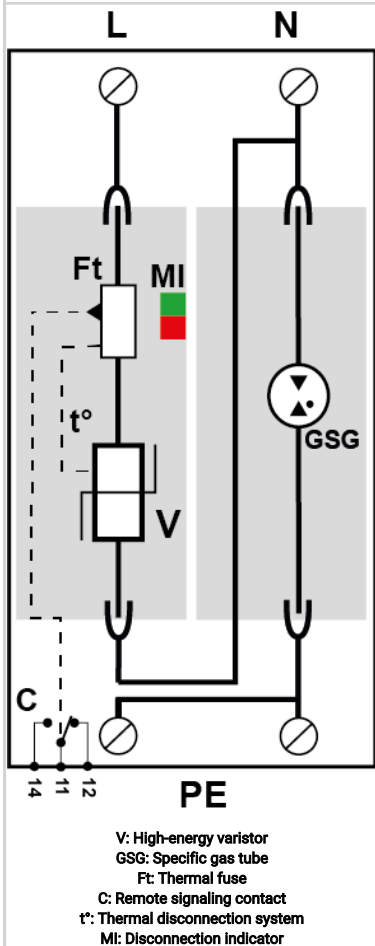 L N
Ft MI
t°
GSG
V
C
14 11 12
PE
V: High-energy varistor
GSG: Specific gas tube
Ft: Thermal fuse
C: Remote signaling contact
t°: Thermal disconnection system
MI: Disconnection indicator